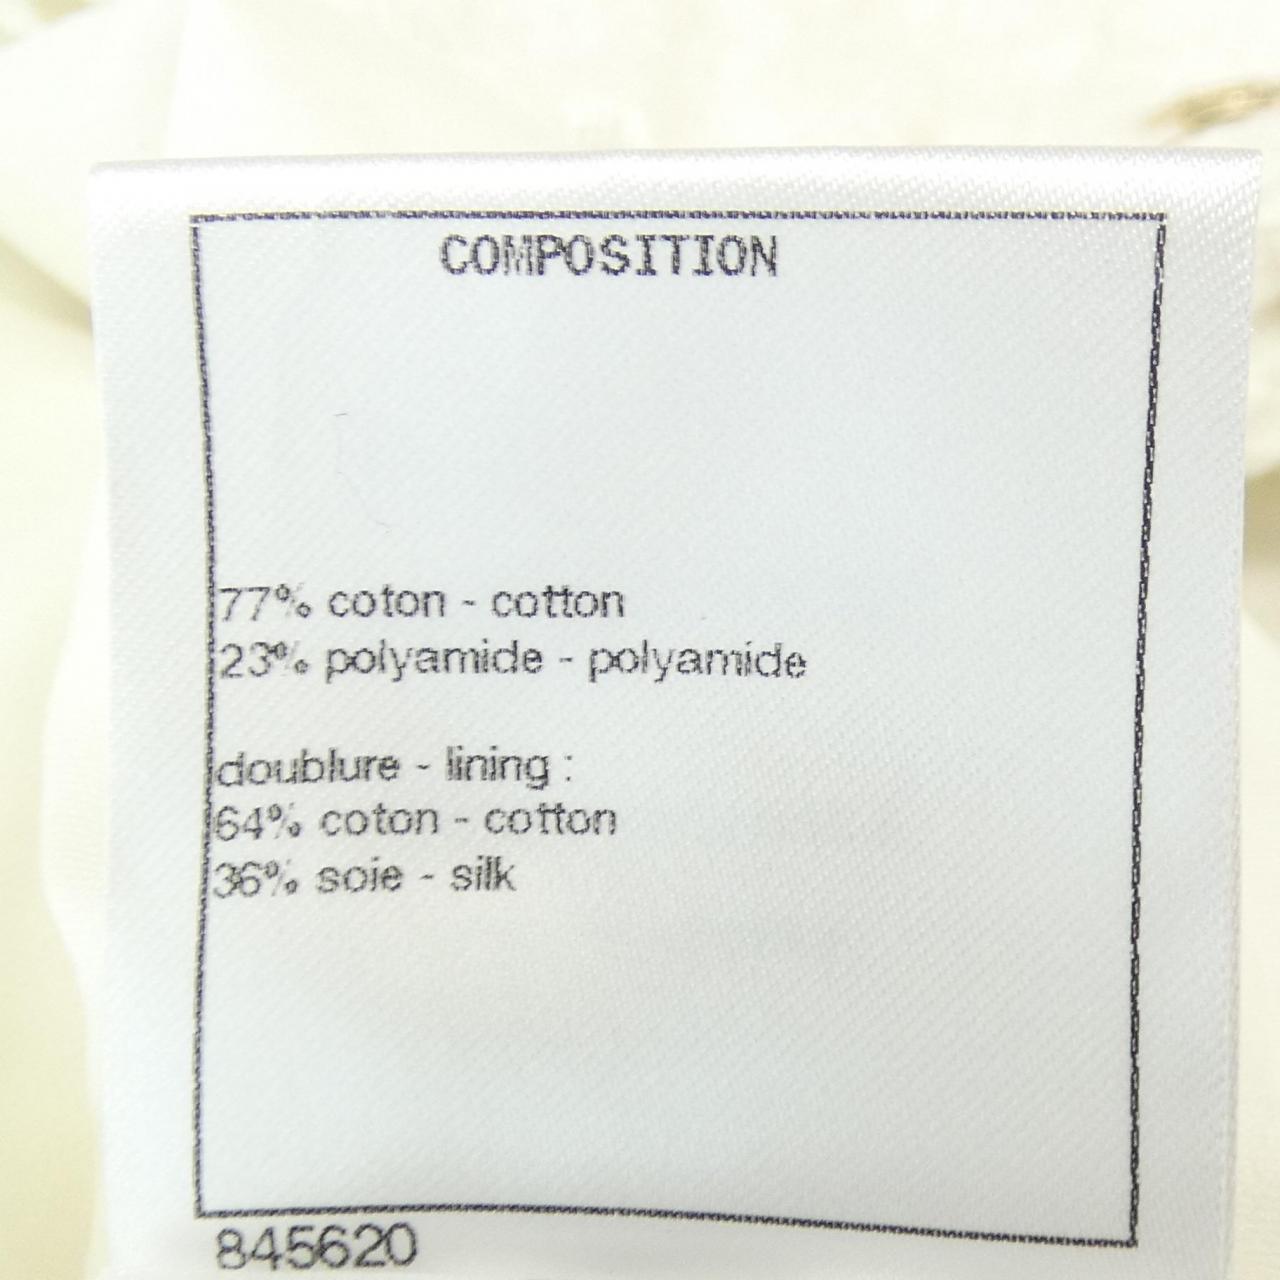 COMPOSITION
77% coton - cotton
23% polyamide - polyamide
doublure - lining :
64% coton - cotton
36% soie - silk
845620